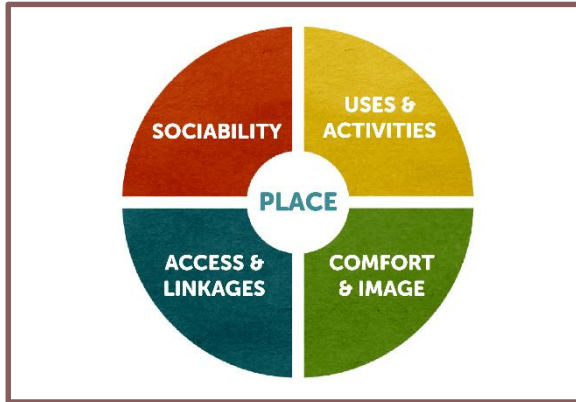 SOCIABILITY
USES &
ACTIVITIES
PLACE
ACCESS &
LINKAGES
COMFORT
& IMAGE